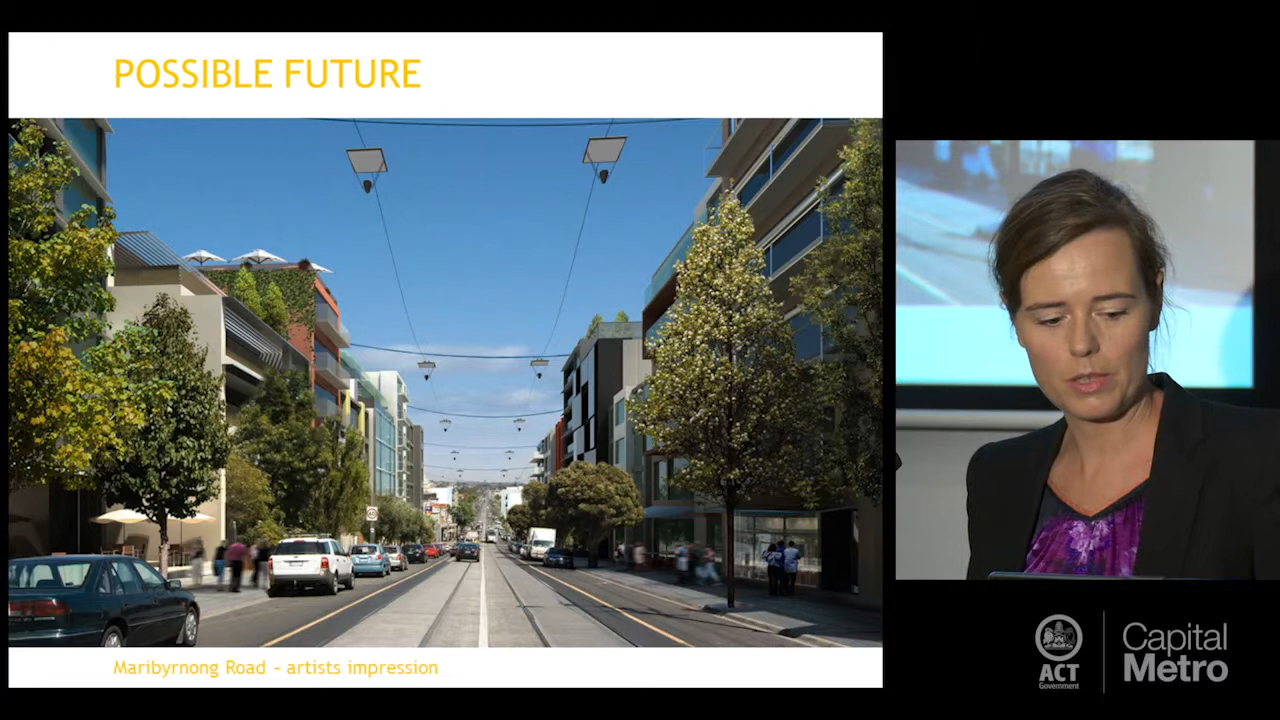 POSSIBLE FUTURE
Maribyrnong Road - artists impression
ACT
Government
Capital
Metro